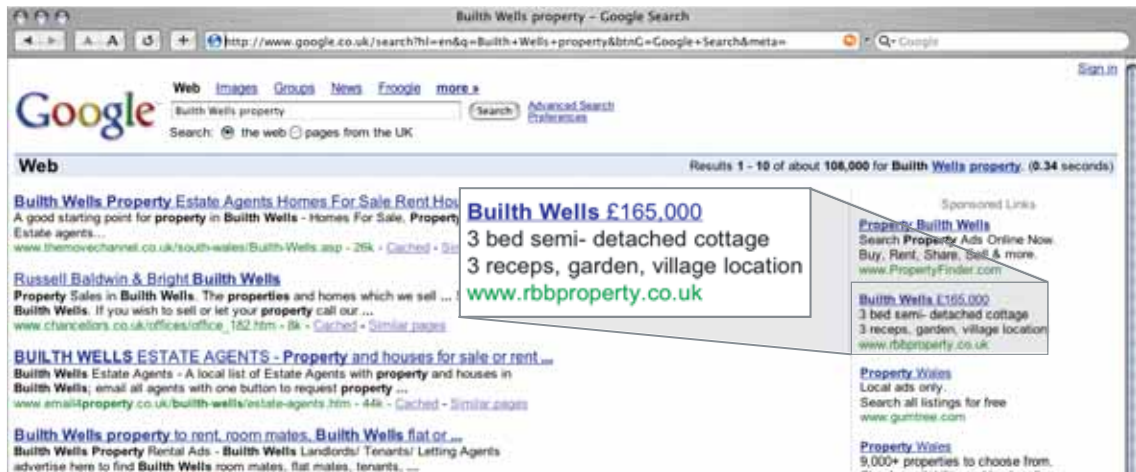 Builth Wells property – Google Search
A A
http://www.google.co.uk/search?hl=en&q=Builth+Wells+property&btnG=Google+Search&meta=
Q- Google
Sign in
Google
Web Images Groups News Froogle more »
Builth Wells property
Search
Advanced Search
Preferences
Search: the web pages from the UK
Web
Results 1 - 10 of about 108,000 for Builth Wells property. (0.34 seconds)
Builth Wells Property Estate Agents Homes For Sale Rent Hou
A good starting point for property in Builth Wells - Homes For Sale, Property
Estate agents...
www.themovechannel.co.uk/south-wales/Builth-Wells.asp - 26k - Cached - Sim
Russell Baldwin & Bright Builth Wells
Property Sales in Builth Wells. The properties and homes which we sell ...
Builth Wells. If you wish to sell or let your property call our ...
www.chancellors.co.uk/offices/office_182.htm - 8k - Cached - Similar pages
BUILTH WELLS ESTATE AGENTS - Property and houses for sale or rent ...
Builth Wells Estate Agents - A local list of Estate Agents with property and houses in
Builth Wells; email all agents with one button to request property ...
www.email4property.co.uk/builth-wells/estate-agents.htm - 44k - Cached - Similar pages
Builth Wells property to rent, room mates, Builth Wells flat or ...
Builth Wells Property Rental Ads - Builth Wells Landlords/ Tenants/ Letting Agents
advertise here to find Builth Wells room mates, flat mates, tenants, ....
Builth Wells £165,000
3 bed semi- detached cottage
3 receps, garden, village location
www.rbbproperty.co.uk
Sponsored Links
Property Builth Wells
Search Property Ads Online Now.
Buy, Rent, Share, Sell & more.
www.PropertyFinder.com
Builth Wells £165,000
3 bed semi- detached cottage
3 receps, garden, village location
www.rbbproperty.co.uk
Property Wales
Local ads only.
Search all listings for free
www.gumtree.com
Property Wales
9,000+ properties to choose from.